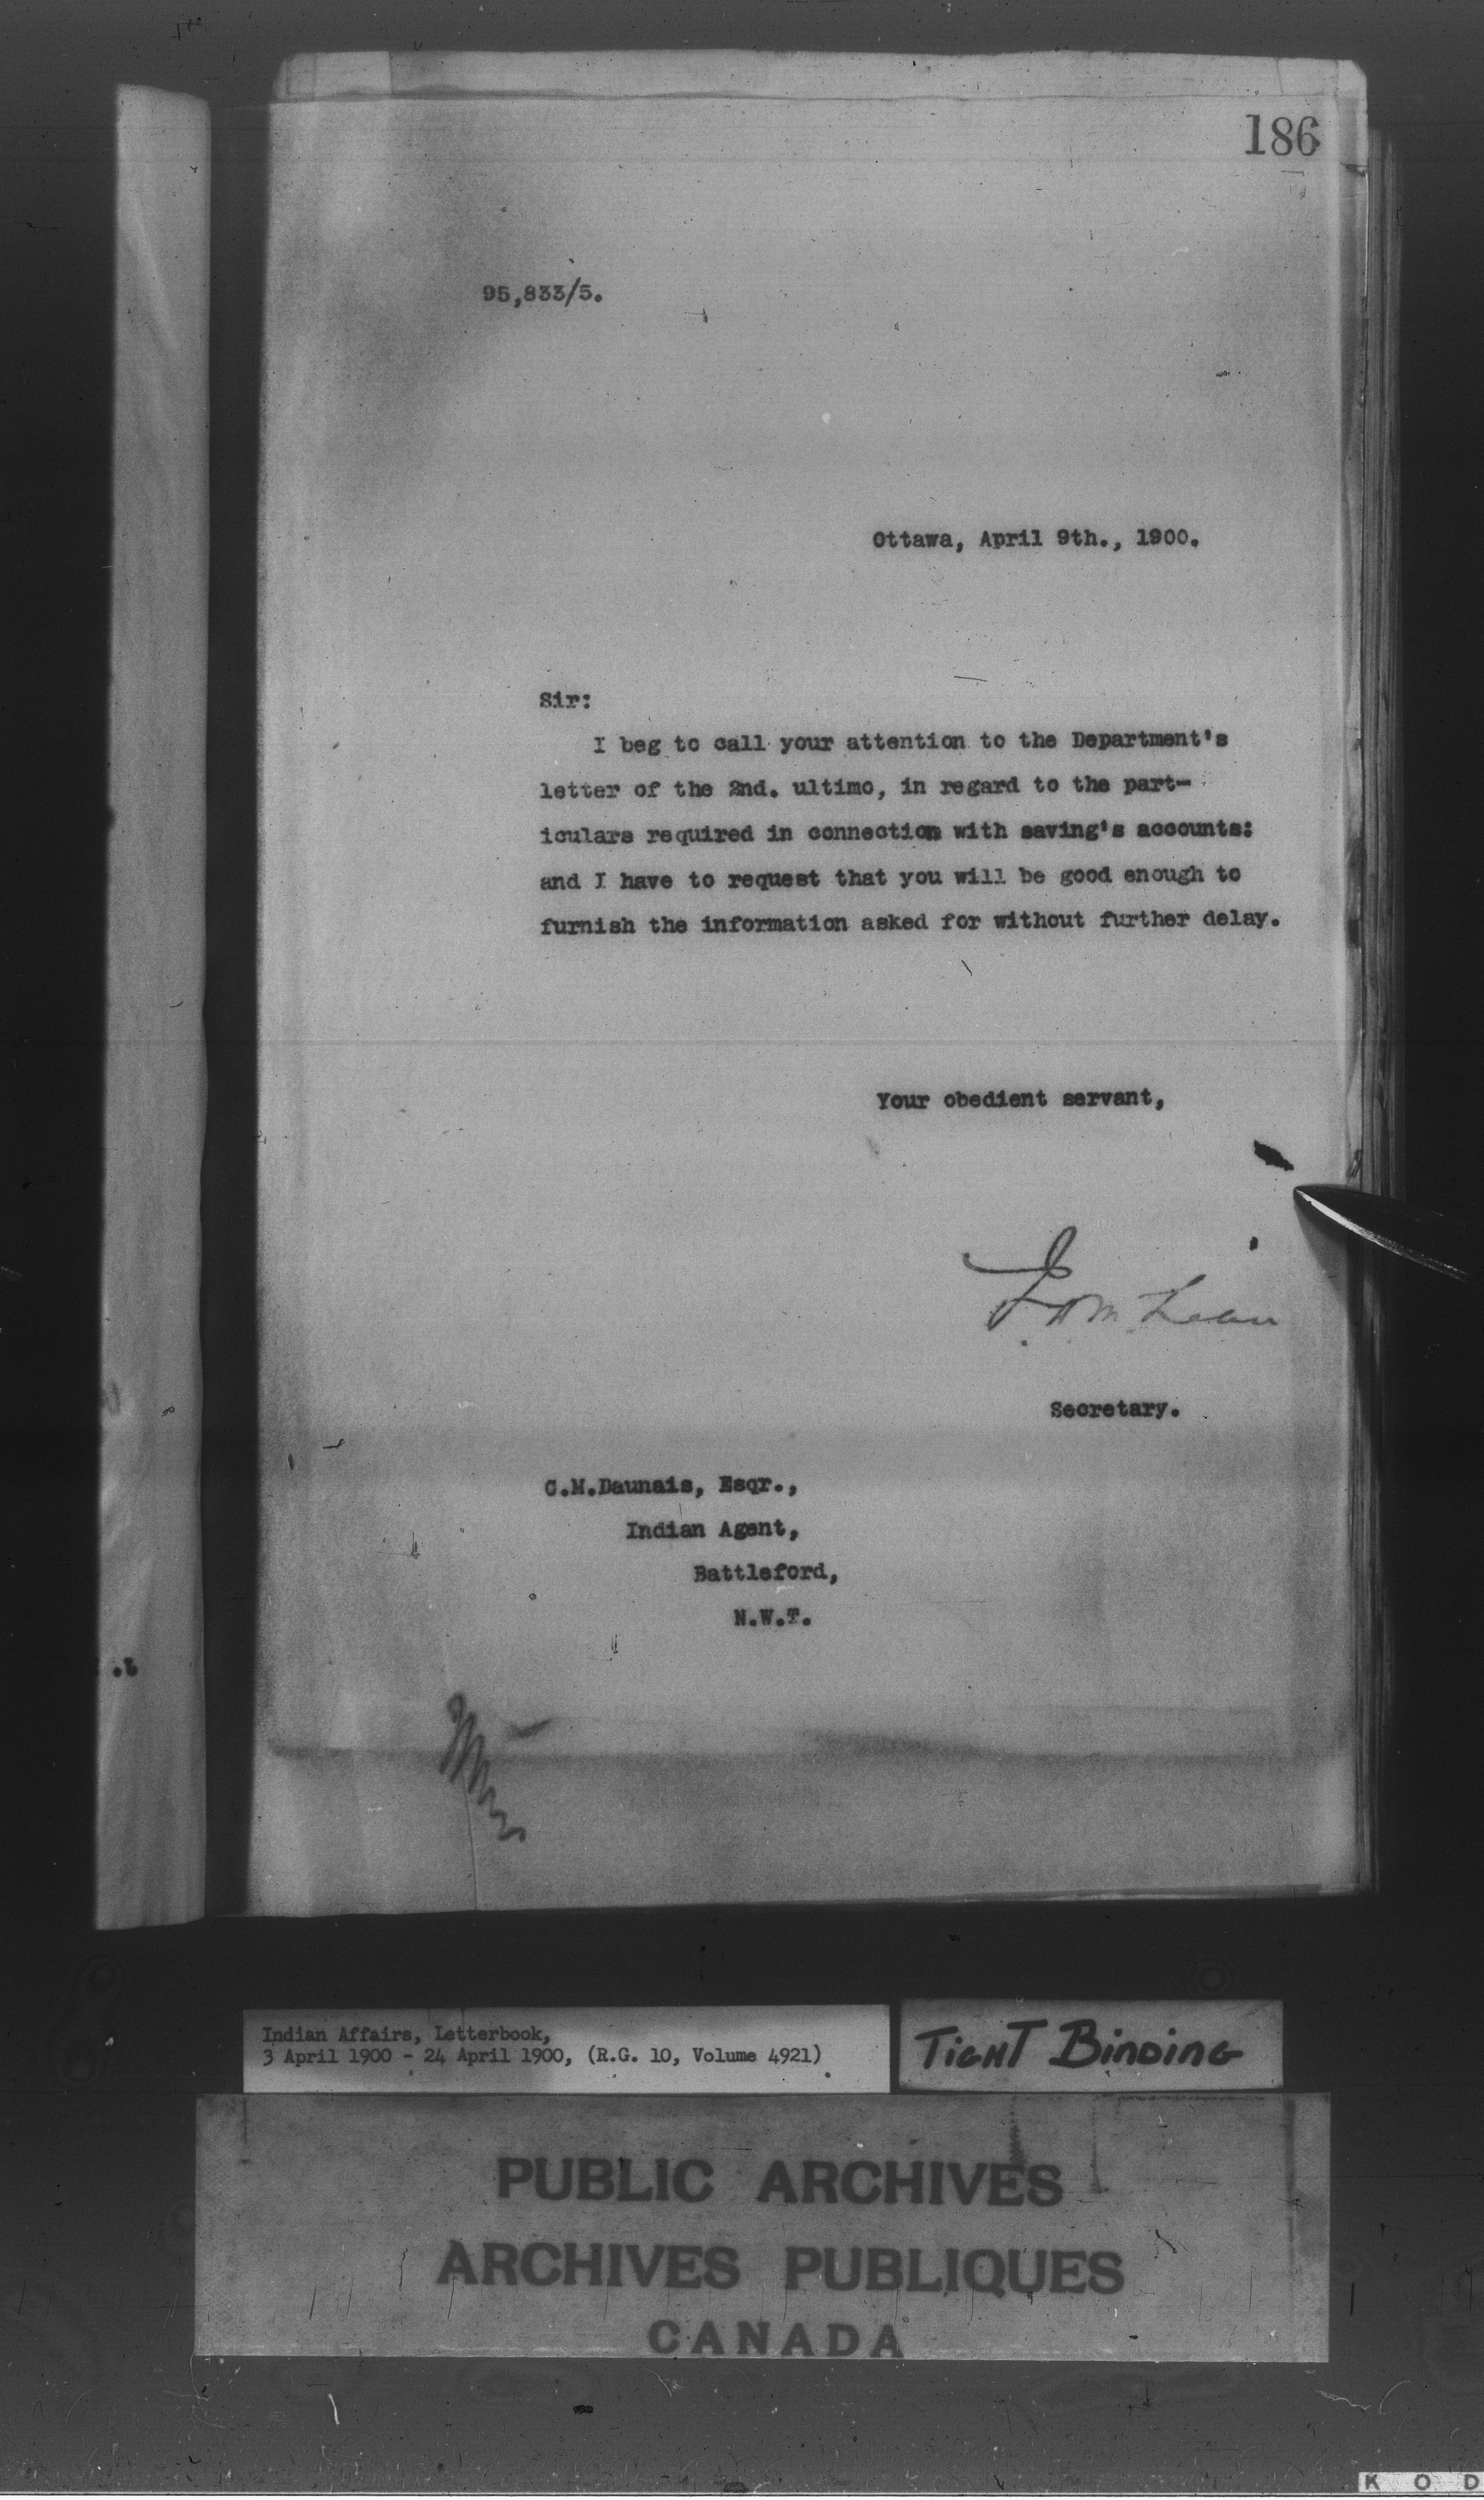 186
95,833/5.
Ottawa, April 9th., 1900.
Sir:
I beg to call your attention to the Department's
letter of the 2nd. ultimo, in regard to the part-
iculars required in connection with saving's accounts:
and I have to request that you will be good enough to
furnish the information asked for without further delay.
Your obedient servant,
Secretary.
C.M.Daunais, Esqr.,
Indian Agent,
Battleford,
N.W.T.
Indian Affairs, Letterbook,
3 April 1900 - 24 April 1900, (R.G. 10, Volume 4921)
TIGHT BINDING
PUBLIC ARCHIVES
ARCHIVES PUBLIQUES
CANADA
K O D